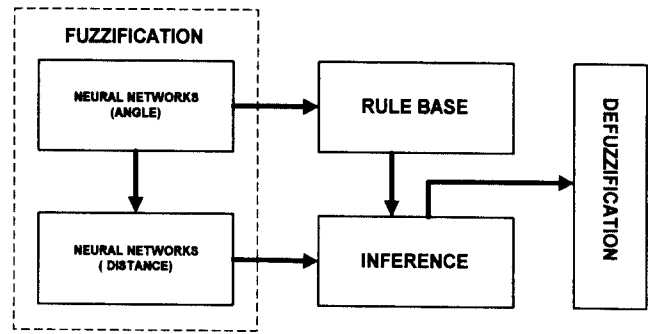 FUZZIFICATION
NEURAL NETWORKS
(ANGLE)
RULE BASE
DEFUZZIFICATION
NEURAL NETWORKS
( DISTANCE)
INFERENCE